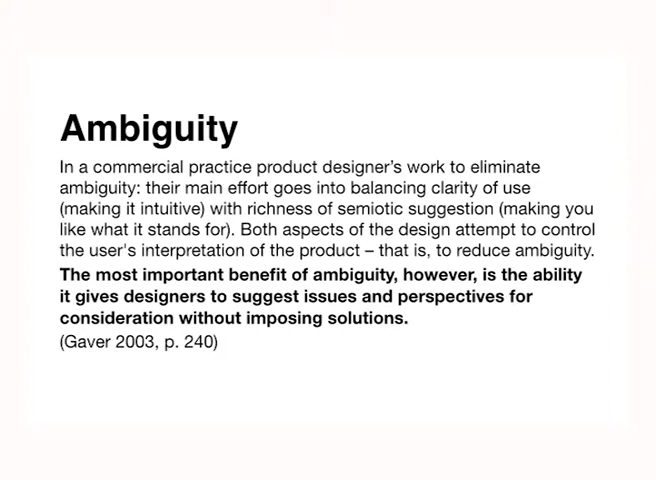 Ambiguity
In a commercial practice product designer's work to eliminate
ambiguity: their main effort goes into balancing clarity of use
(making it intuitive) with richness of semiotic suggestion (making you
like what it stands for). Both aspects of the design attempt to control
the user's interpretation of the product – that is, to reduce ambiguity.
The most important benefit of ambiguity, however, is the ability
it gives designers to suggest issues and perspectives for
consideration without imposing solutions.
(Gaver 2003, p. 240)